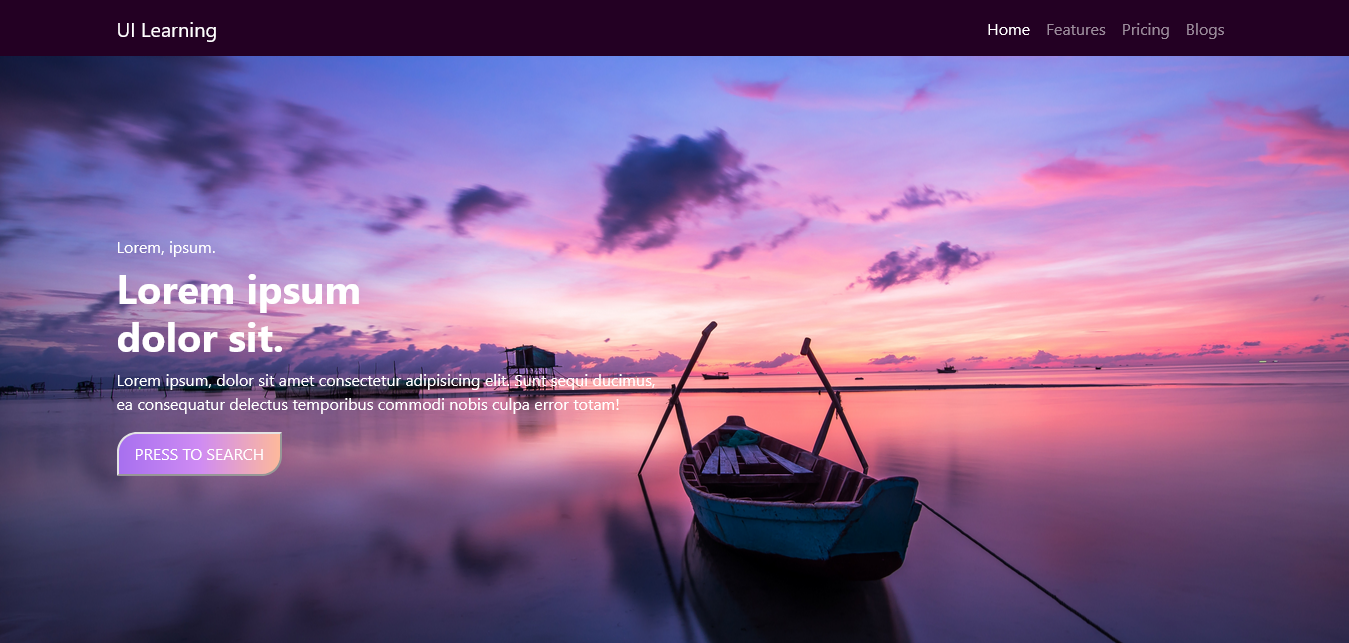 UI Learning
Home Features Pricing Blogs
Lorem, ipsum.
Lorem ipsum
dolor sit.
Lorem ipsum, dolor sit amet consectetur adipisicing elit. Sunt sequi ducimus,
ea consequatur delectus temporibus commodi nobis culpa error totam!
PRESS TO SEARCH